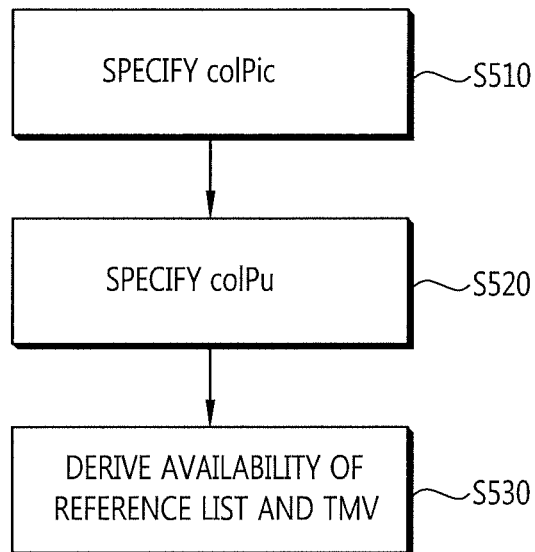 SPECIFY colPic
S510
SPECIFY colPu
S520
DERIVE AVAILABILITY OF
REFERENCE LIST AND TMV
S530